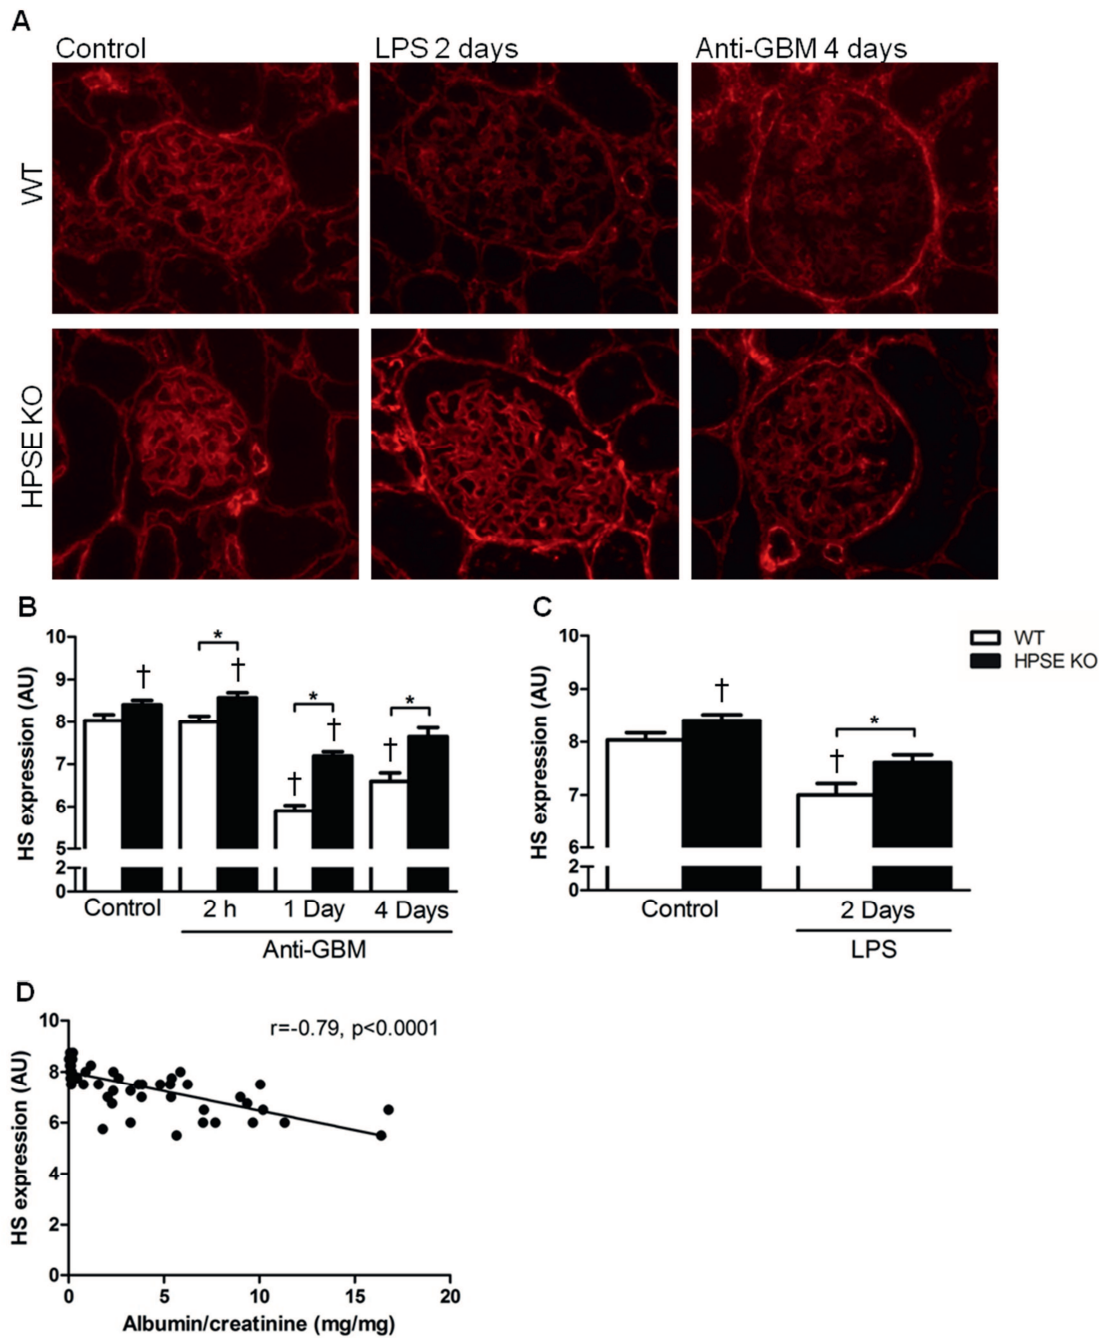 A
Control
LPS 2 days
Anti-GBM 4 days
WT
HPSE KO
B
HS expression (AU)
10
9
8
7
6
5
2
0
†
*
†
†
*
†
†
*
Control
2 h
1 Day
4 Days
Anti-GBM
C
HS expression (AU)
10
9
8
7
6
2
0
†
†
*
Control
2 Days
LPS
WT
HPSE KO
D
r=-0.79, p<0.0001
HS expression (AU)
10
8
6
4
2
0
0
5
10
15
20
Albumin/creatinine (mg/mg)